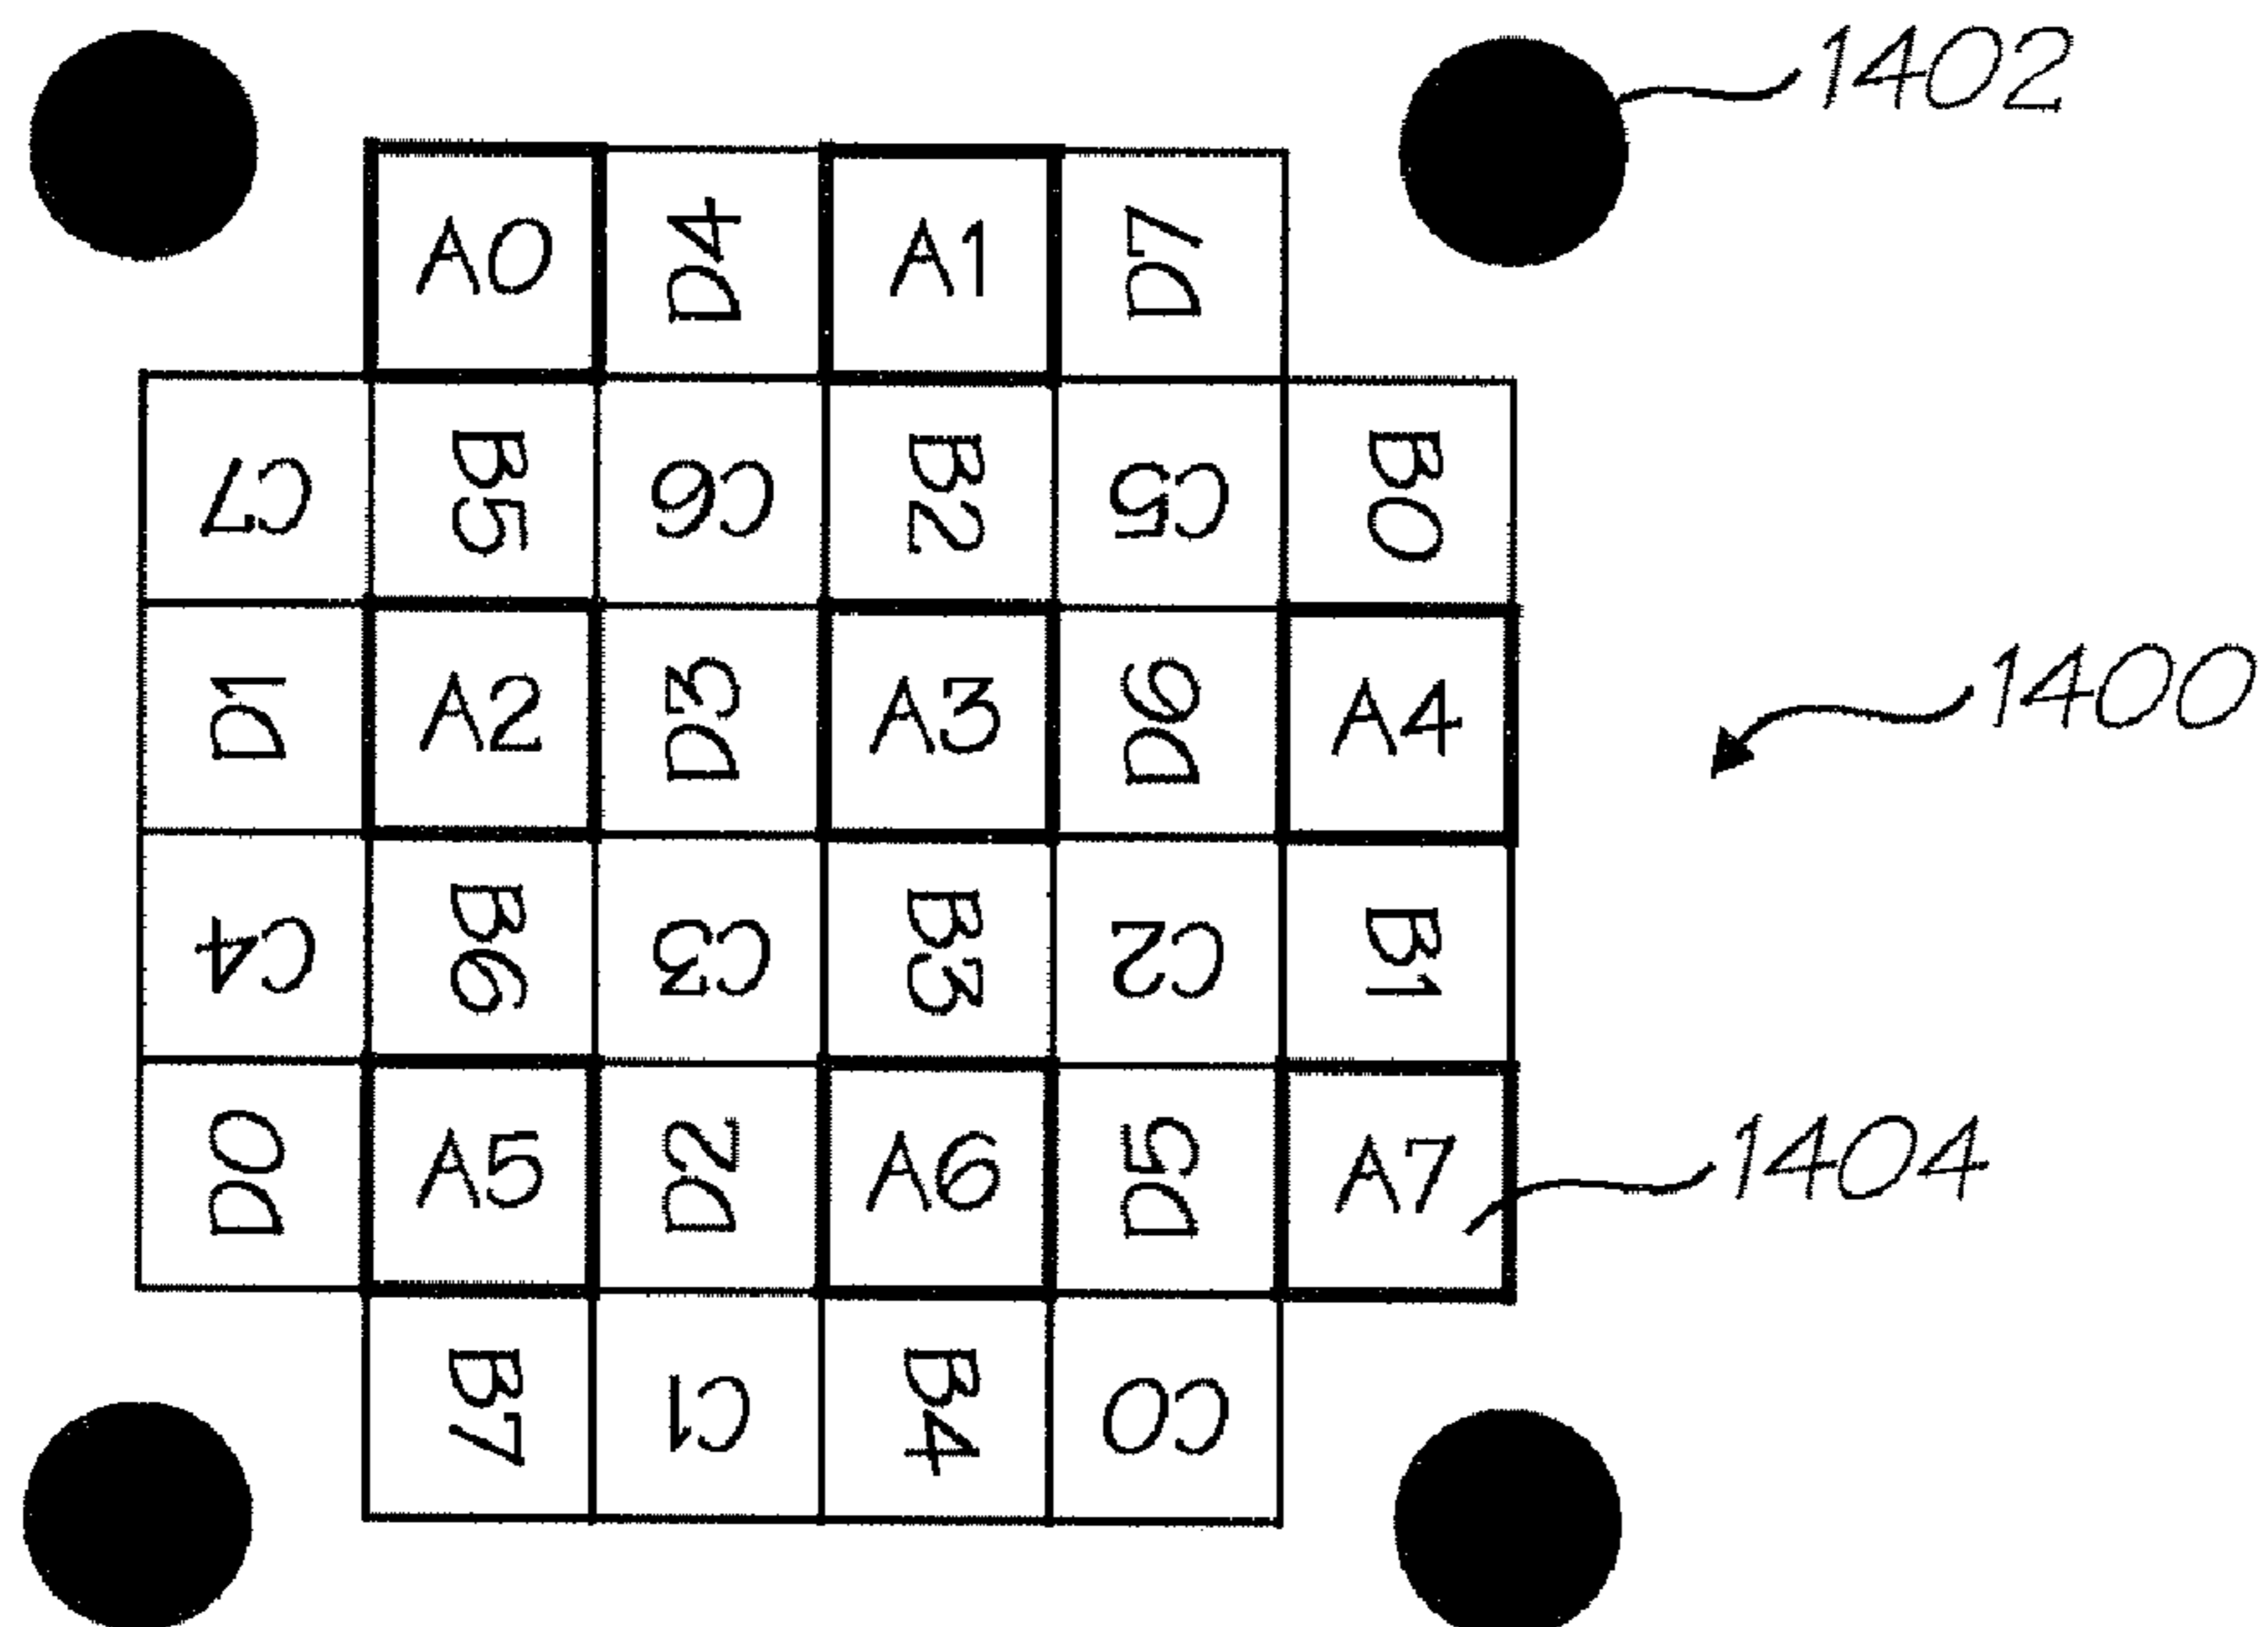 1402
A0 D4 A1 D7
C7 B5 C6 B2 C5 B0
D1 A2 D3 A3 D6 A4
1400
C4 B6 C3 B3 C2 B1
D0 A5 D2 A6 D5 A7
1404
B7 C1 B4 C0